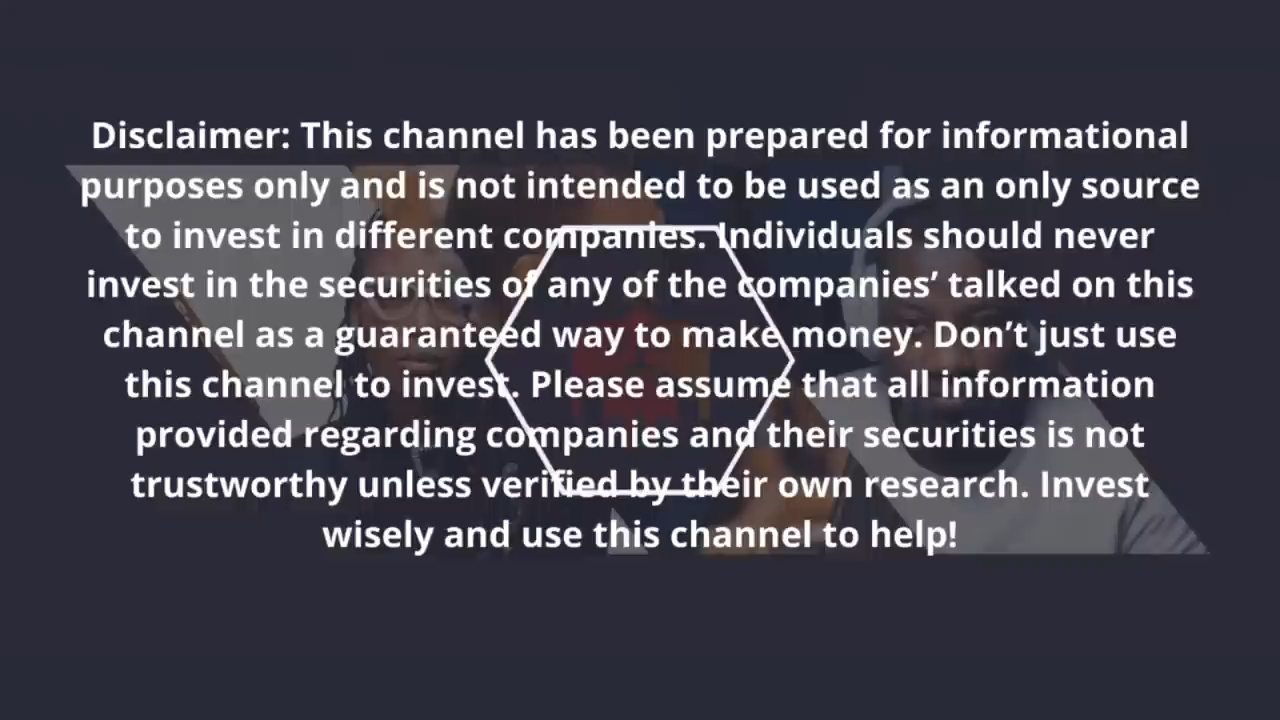 Disclaimer: This channel has been prepared for informational
purposes only and is not intended to be used as an only source
to invest in different companies. Individuals should never
invest in the securities of any of the companies’ talked on this
channel as a guaranteed way to make money. Don’t just use
this channel to invest. Please assume that all information
provided regarding companies and their securities is not
trustworthy unless verified by their own research. Invest
wisely and use this channel to help!